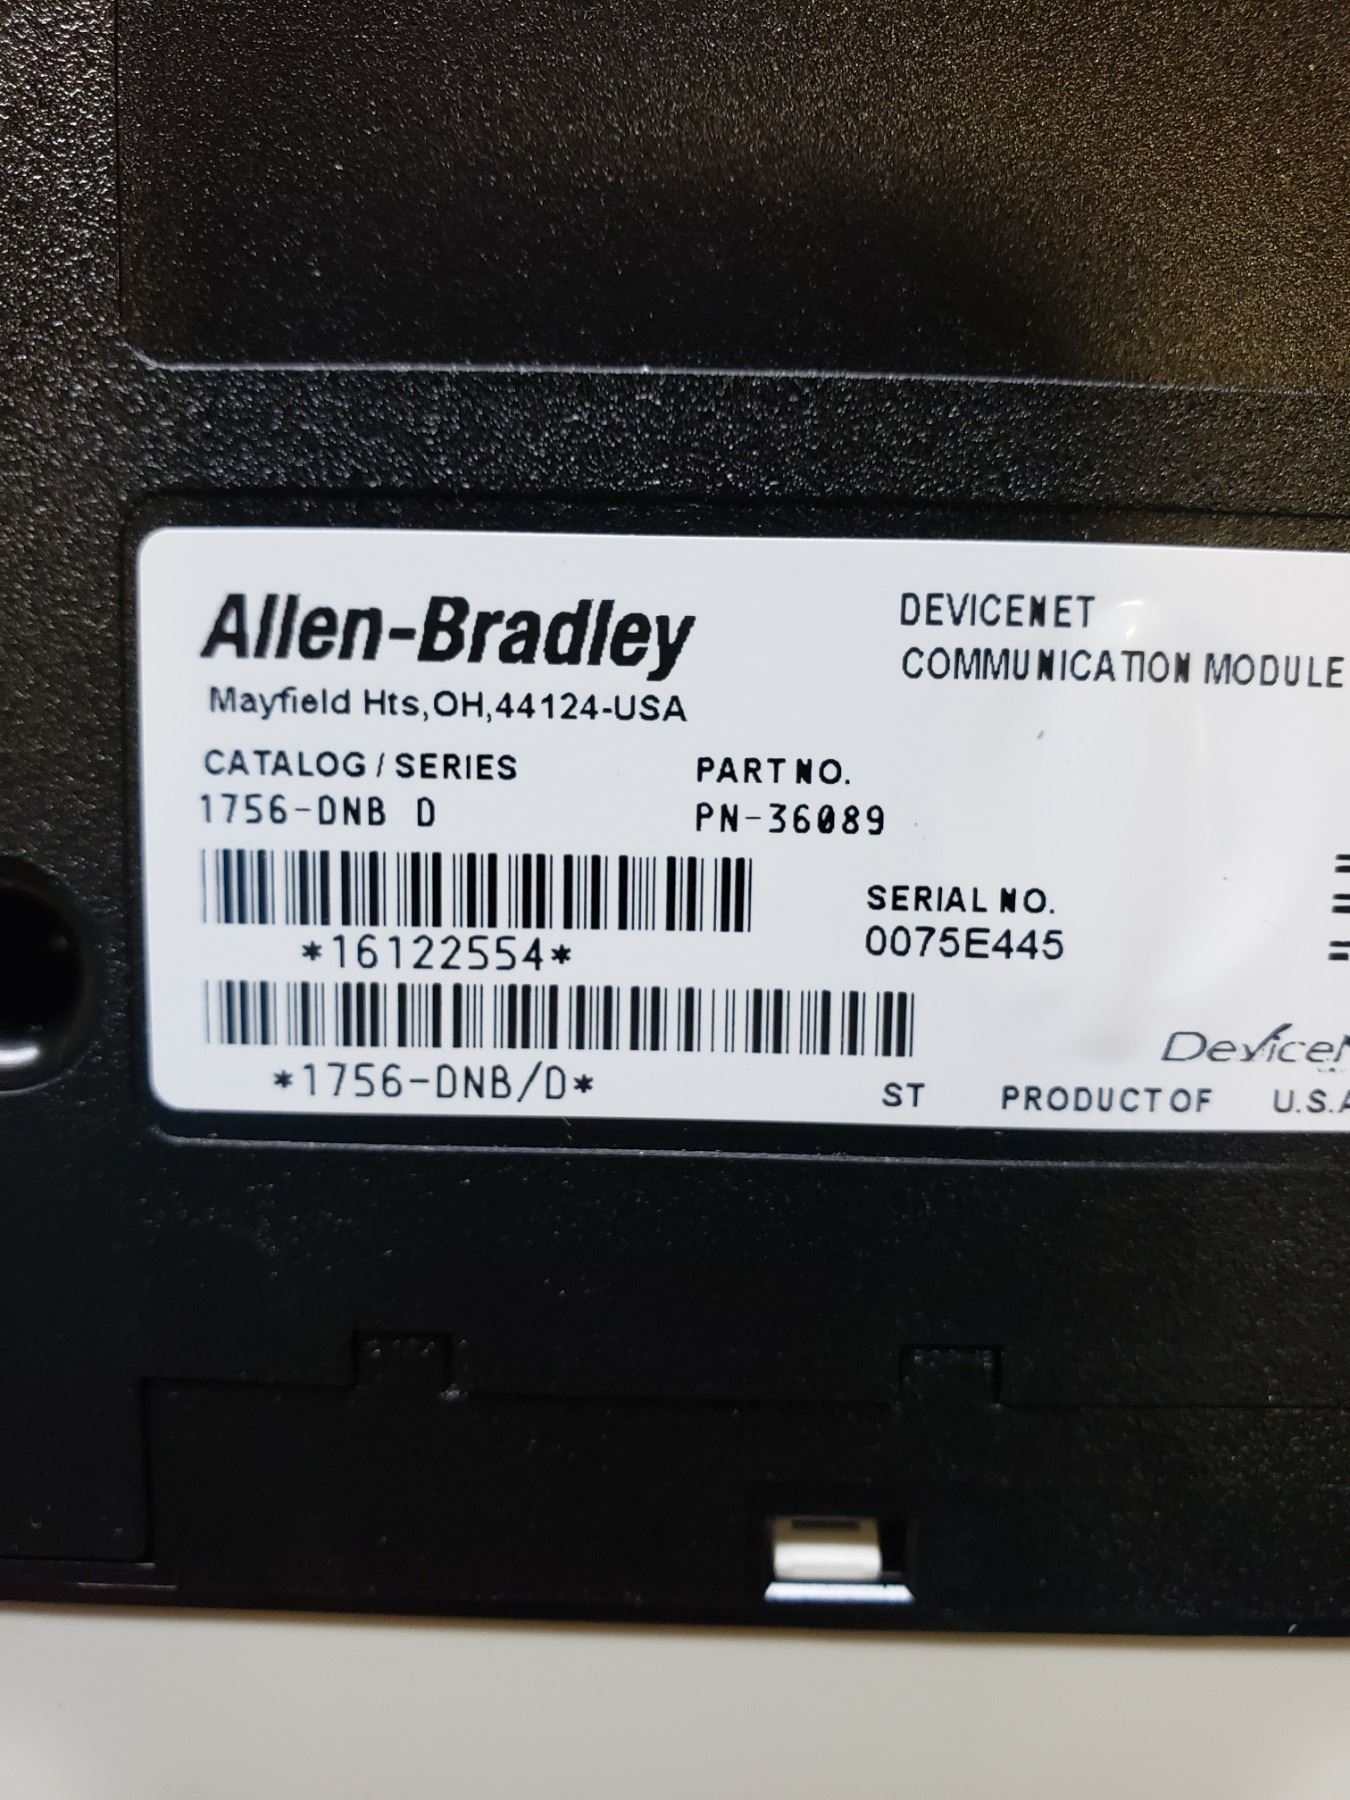 Allen-Bradley
Mayfield Hts,OH,44124-USA
DEVICENET
COMMUNICATION MODULE
CATALOG / SERIES
1756-DNB D
PART NO.
PN-36089
*16122554*
SERIAL NO.
0075E445
*1756-DNB/D*
ST
PRODUCT OF